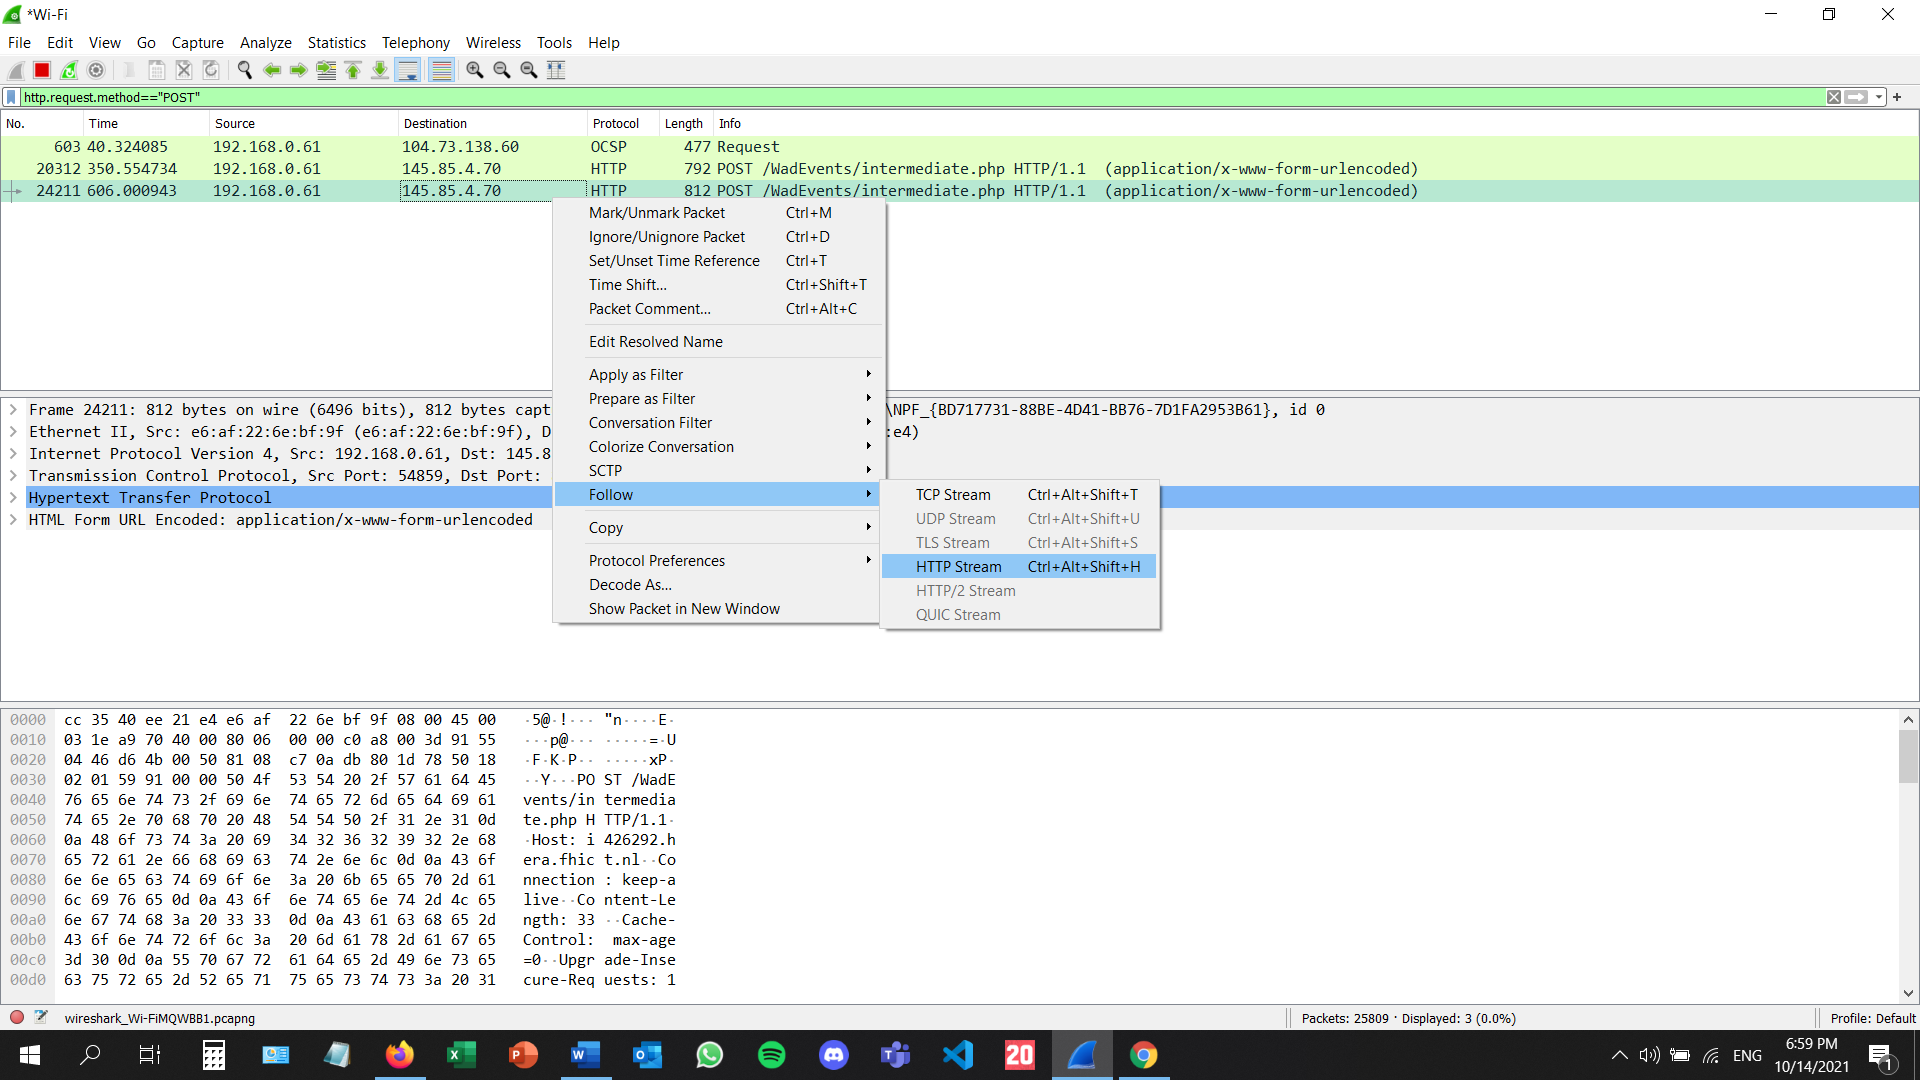 *Wi-Fi
File Edit View Go Capture Analyze Statistics Telephony Wireless Tools Help
http.request.method=="POST"
No. Time Source Destination Protocol Length Info
603 40.324085 192.168.0.61 104.73.138.60 OCSP 477 Request
20312 350.554734 192.168.0.61 145.85.4.70 HTTP 792 POST /WadEvents/intermediate.php HTTP/1.1 (application/x-www-form-urlencoded)
24211 606.000943 192.168.0.61 145.85.4.70 HTTP 812 POST /WadEvents/intermediate.php HTTP/1.1 (application/x-www-form-urlencoded)
Mark/Unmark Packet Ctrl+M
Ignore/Unignore Packet Ctrl+D
Set/Unset Time Reference Ctrl+T
Time Shift... Ctrl+Shift+T
Packet Comment... Ctrl+Alt+C
Edit Resolved Name
Apply as Filter
Prepare as Filter
Conversation Filter
Colorize Conversation
SCTP
Follow
Copy
Protocol Preferences
Decode As...
Show Packet in New Window
TCP Stream Ctrl+Alt+Shift+T
UDP Stream Ctrl+Alt+Shift+U
TLS Stream Ctrl+Alt+Shift+S
HTTP Stream Ctrl+Alt+Shift+H
HTTP/2 Stream
QUIC Stream
Frame 24211: 812 bytes on wire (6496 bits), 812 bytes capt \NPF_{BD717731-88BE-4D41-BB76-7D1FA2953B61}, id 0
Ethernet II, Src: e6:af:22:6e:bf:9f (e6:af:22:6e:bf:9f), D :e4)
Internet Protocol Version 4, Src: 192.168.0.61, Dst: 145.8
Transmission Control Protocol, Src Port: 54859, Dst Port:
Hypertext Transfer Protocol
HTML Form URL Encoded: application/x-www-form-urlencoded
0000 cc 35 40 ee 21 e4 e6 af 22 6e bf 9f 08 00 45 00 ·5@·!··· "n····E·
0010 03 1e a9 70 40 00 80 06 00 00 c0 a8 00 3d 91 55 ···p@··· ·····=·U
0020 04 46 d6 4b 00 50 81 08 c7 0a db 80 1d 78 50 18 ·F·K·P·· ·····xP·
0030 02 01 59 91 00 00 50 4f 53 54 20 2f 57 61 64 45 ··Y···PO ST /WadE
0040 76 65 6e 74 73 2f 69 6e 74 65 72 6d 65 64 69 61 vents/in termedia
0050 74 65 2e 70 68 70 20 48 54 54 50 2f 31 2e 31 0d te.php H TTP/1.1·
0060 0a 48 6f 73 74 3a 20 69 34 32 36 32 39 32 2e 68 ·Host: i 426292.h
0070 65 72 61 2e 66 68 69 63 74 2e 6e 6c 0d 0a 43 6f era.fhic t.nl··Co
0080 6e 6e 65 63 74 69 6f 6e 3a 20 6b 65 65 70 2d 61 nnection : keep-a
0090 6c 69 76 65 0d 0a 43 6f 6e 74 65 6e 74 2d 4c 65 live··Co ntent-Le
00a0 6e 67 74 68 3a 20 33 33 0d 0a 43 61 63 68 65 2d ngth: 33 ··Cache-
00b0 43 6f 6e 74 72 6f 6c 3a 20 6d 61 78 2d 61 67 65 Control: max-age
00c0 3d 30 0d 0a 55 70 67 72 61 64 65 2d 49 6e 73 65 =0··Upgr ade-Inse
00d0 63 75 72 65 2d 52 65 71 75 65 73 74 73 3a 20 31 cure-Req uests: 1
wireshark_Wi-FiMQWBB1.pcapng
Packets: 25809 · Displayed: 3 (0.0%)
Profile: Default
20
ENG
6:59 PM
10/14/2021
1